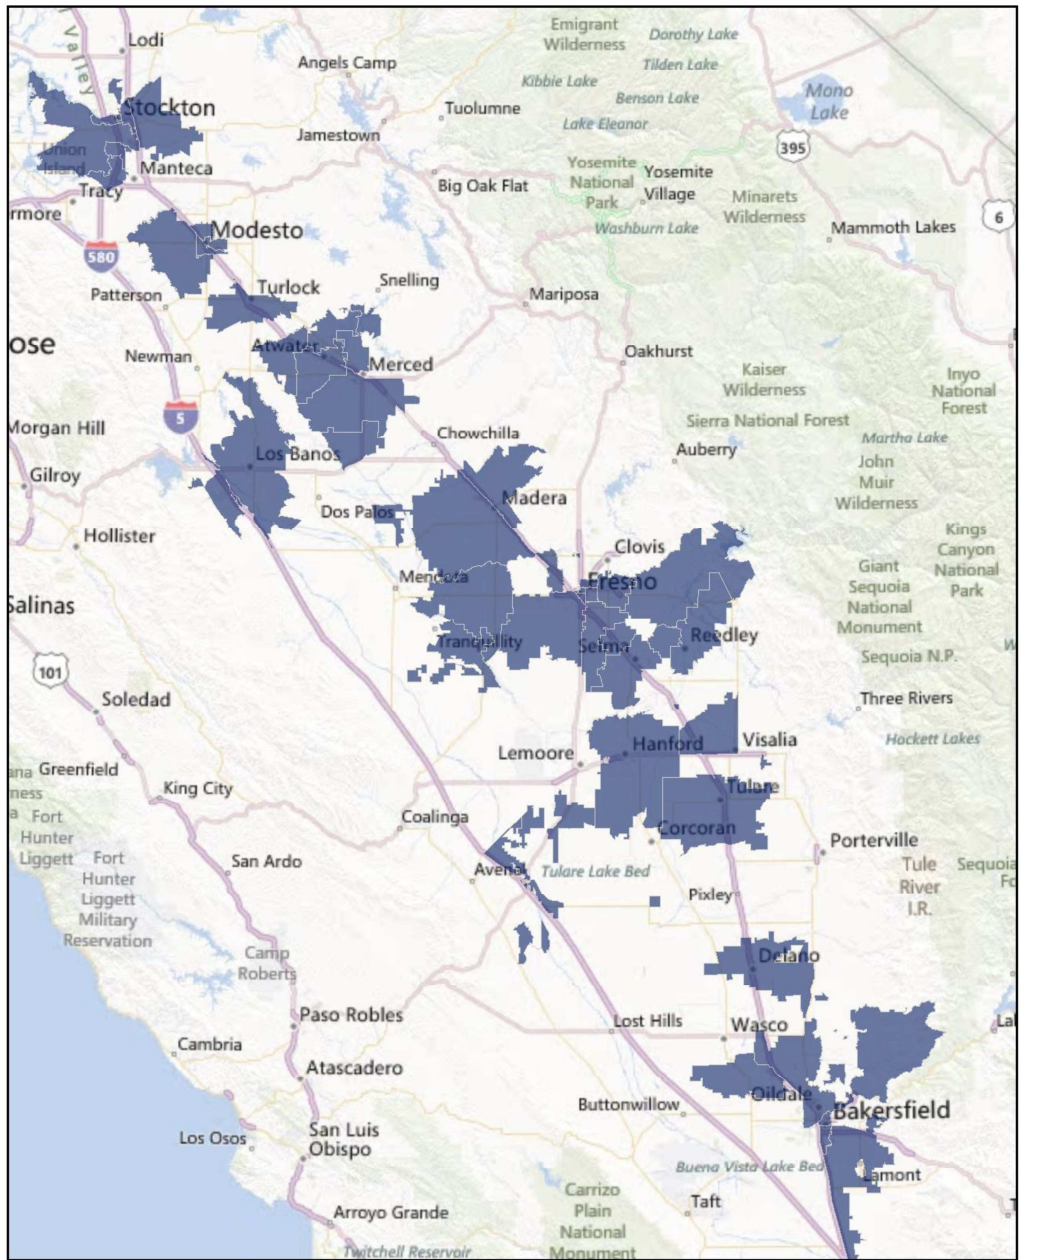 Emigrant
Wilderness
Dorothy Lake
Lodi
Valley
Angels Camp
Tilden Lake
Kibbie Lake
Benson Lake
Mono
Lake
Stockton
Tuolumne
Lake Eleanor
Jamestown
395
Union
Island
Manteca
Yosemite
National
Park
Yosemite
Village
Tracy
Big Oak Flat
Minarets
Wilderness
rmore
6
Modesto
Washburn Lake
Mammoth Lakes
580
Turlock
Snelling
Patterson
Mariposa
ose
Atwater
Newman
Merced
Oakhurst
Kaiser
Wilderness
Inyo
National
Forest
5
Sierra National Forest
Morgan Hill
Chowchilla
Martha Lake
Auberry
Los Banos
John
Muir
Wilderness
Gilroy
Madera
Dos Palos
Hollister
Clovis
Kings
Canyon
National
Park
Mendota
Fresno
Giant
Sequoia
National
Monument
Salinas
Tranquillity
Selma
Reedley
Sequoia N.P.
W
101
Soledad
Three Rivers
Lemoore
Hanford
Visalia
Hockett Lakes
ana
ness
a
Greenfield
King City
Tulare
Fort
Hunter
Liggett
Coalinga
Corcoran
Porterville
Fort
Hunter
Liggett
Military
Reservation
San Ardo
Avenal
Tulare Lake Bed
Tule
River
I.R.
Sequoia
Fo
Pixley
Camp
Roberts
Delano
Paso Robles
Lost Hills
Wasco
Lal
Cambria
Atascadero
Oildale
Buttonwillow
Bakersfield
Los Osos
San Luis
Obispo
Buena Vista Lake Bed
Lamont
Carrizo
Plain
National
Monument
Taft
Arroyo Grande
Twitchell Reservoir